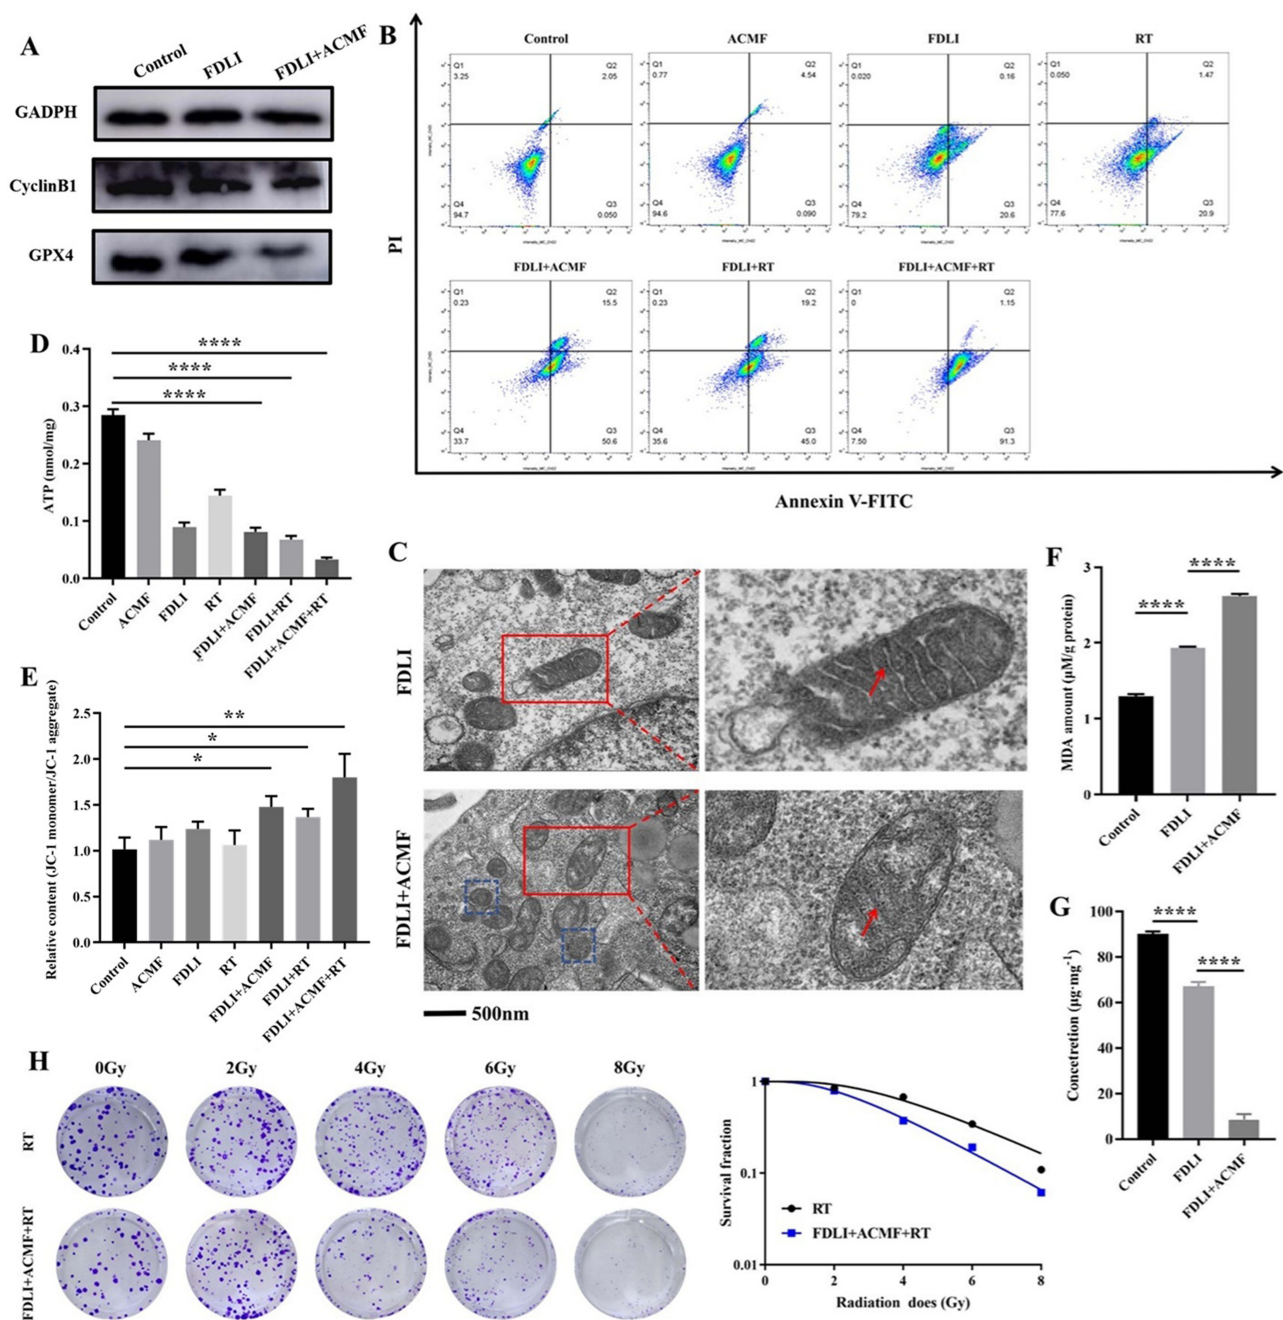 A
Control
FDLI
FDLI+ACMF
GADPH
CyclinB1
GPX4
B
PI
Control
ACMF
FDLI
RT
Q1
3.25
Q2
2.05
Q4
94.7
Q3
0.050
Q1
0.77
Q2
4.54
Q4
94.6
Q3
0.090
Q1
0.020
Q2
0.16
Q4
79.2
Q3
20.6
Q1
0.050
Q2
1.47
Q4
77.6
Q3
20.9
FDLI+ACMF
FDLI+RT
FDLI+ACMF+RT
Q1
0.23
Q2
15.5
Q4
33.7
Q3
50.6
Q1
0.23
Q2
19.2
Q4
35.6
Q3
45.0
Q1
0
Q2
1.15
Q4
7.50
Q3
91.3
Annexin V-FITC
D
ATP (nmol/mg)
0.4
0.3
0.2
0.1
0.0
****
****
****
Control
ACMF
FDLI
RT
FDLI+ACMF
FDLI+RT
FDLI+ACMF+RT
E
Relative content (JC-1 monomer/JC-1 aggregate)
2.5
2.0
1.5
1.0
0.5
0.0
**
*
*
Control
ACMF
FDLI
RT
FDLI+ACMF
FDLI+RT
FDLI+ACMF+RT
C
FDLI
FDLI+ACMF
500nm
F
MDA amount (μM/g protein)
3
2
1
0
****
****
Control
FDLI
FDLI+ACMF
G
Concetretion (μg·mg⁻¹)
100
80
60
40
20
0
****
****
Control
FDLI
FDLI+ACMF
H
0Gy
2Gy
4Gy
6Gy
8Gy
RT
FDLI+ACMF+RT
Survival fraction
1
0.1
0.01
RT
FDLI+ACMF+RT
0
2
4
6
8
Radiation does (Gy)